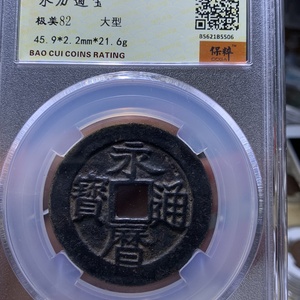 永历通宝
极美82 大型
45.9*2.2mm*21.6g
BAO CUI COINS RATING
8562185506
保粹
永曆通寶